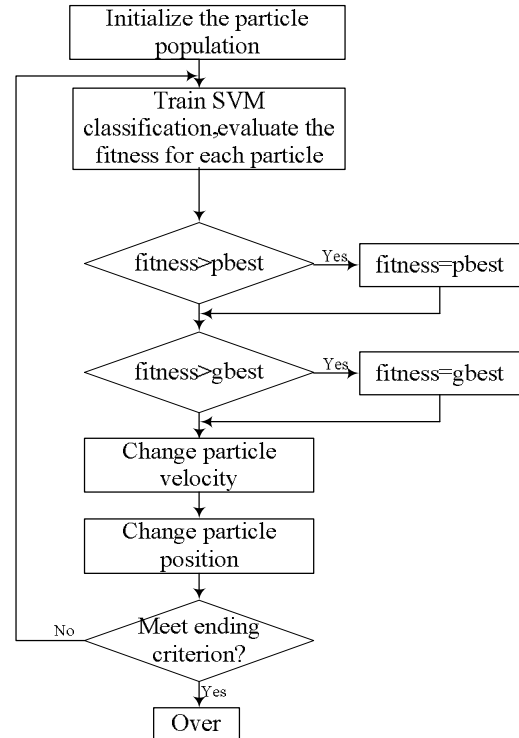 Initialize the particle
population
Train SVM
classification,evaluate the
fitness for each particle
fitness>pbest
Yes
fitness=pbest
fitness>gbest
Yes
fitness=gbest
Change particle
velocity
Change particle
position
Meet ending
criterion?
No
Yes
Over